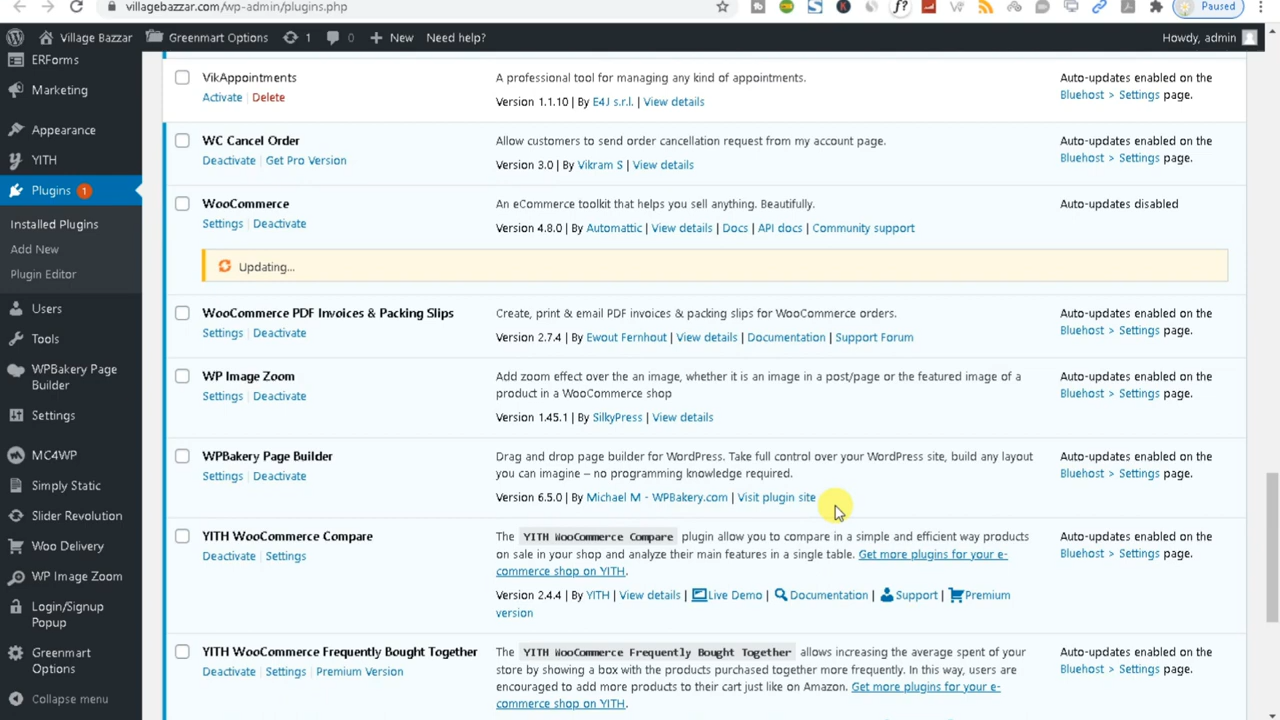 villagebazzar.com/wp-admin/plugins.php
Paused
Village Bazzar
Greenmart Options
1
0
New
Need help?
Howdy, admin
ERForms
Marketing
Appearance
YITH
Plugins 1
Installed Plugins
Add New
Plugin Editor
Users
Tools
WPBakery Page
Builder
Settings
MC4WP
Simply Static
Slider Revolution
Woo Delivery
WP Image Zoom
Login/Signup
Popup
Greenmart
Options
Collapse menu
VikAppointments
Activate | Delete
A professional tool for managing any kind of appointments.
Version 1.1.10 | By E4J s.r.l. | View details
Auto-updates enabled on the
Bluehost > Settings page.
WC Cancel Order
Deactivate | Get Pro Version
Allow customers to send order cancellation request from my account page.
Version 3.0 | By Vikram S | View details
Auto-updates enabled on the
Bluehost > Settings page.
WooCommerce
Settings | Deactivate
An eCommerce toolkit that helps you sell anything. Beautifully.
Version 4.8.0 | By Automattic | View details | Docs | API docs | Community support
Auto-updates disabled
Updating...
WooCommerce PDF Invoices & Packing Slips
Settings | Deactivate
Create, print & email PDF invoices & packing slips for WooCommerce orders.
Version 2.7.4 | By Ewout Fernhout | View details | Documentation | Support Forum
Auto-updates enabled on the
Bluehost > Settings page.
WP Image Zoom
Settings | Deactivate
Add zoom effect over the an image, whether it is an image in a post/page or the featured image of a
product in a WooCommerce shop
Version 1.45.1 | By SilkyPress | View details
Auto-updates enabled on the
Bluehost > Settings page.
WPBakery Page Builder
Settings | Deactivate
Drag and drop page builder for WordPress. Take full control over your WordPress site, build any layout
you can imagine – no programming knowledge required.
Version 6.5.0 | By Michael M - WPBakery.com | Visit plugin site
Auto-updates enabled on the
Bluehost > Settings page.
YITH WooCommerce Compare
Deactivate | Settings
The YITH WooCommerce Compare plugin allow you to compare in a simple and efficient way products
on sale in your shop and analyze their main features in a single table. Get more plugins for your e-
commerce shop on YITH.
Version 2.4.4 | By YITH | View details | Live Demo | Documentation | Support | Premium
version
Auto-updates enabled on the
Bluehost > Settings page.
YITH WooCommerce Frequently Bought Together
Deactivate | Settings | Premium Version
The YITH WooCommerce Frequently Bought Together allows increasing the average spent of your
store by showing a box with the products purchased together more frequently. In this way, users are
encouraged to add more products to their cart just like on Amazon. Get more plugins for your e-
commerce shop on YITH.
Auto-updates enabled on the
Bluehost > Settings page.